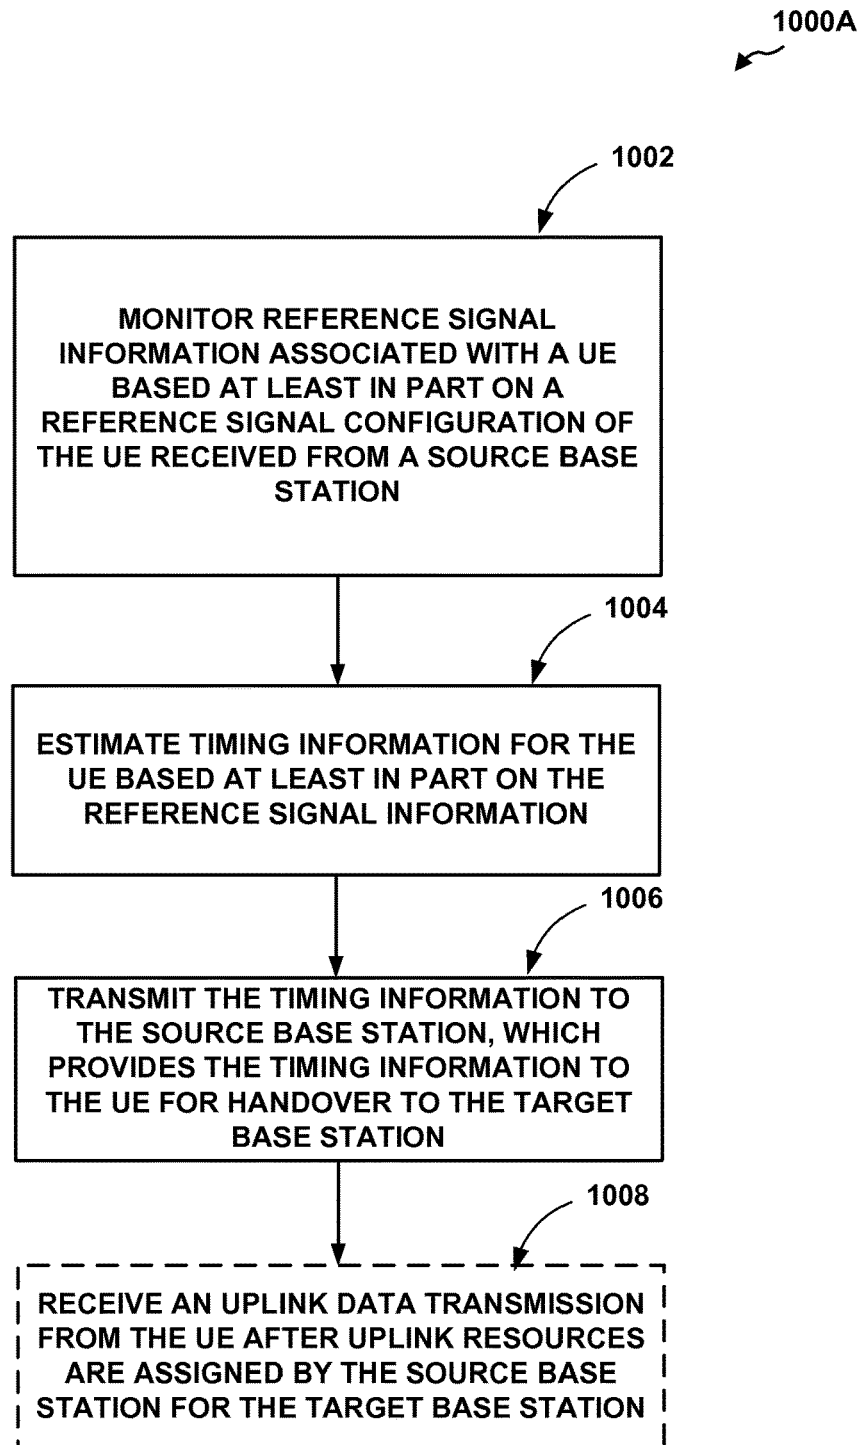 1000A
1002
MONITOR REFERENCE SIGNAL
INFORMATION ASSOCIATED WITH A UE
BASED AT LEAST IN PART ON A
REFERENCE SIGNAL CONFIGURATION OF
THE UE RECEIVED FROM A SOURCE BASE
STATION
1004
ESTIMATE TIMING INFORMATION FOR THE
UE BASED AT LEAST IN PART ON THE
REFERENCE SIGNAL INFORMATION
1006
TRANSMIT THE TIMING INFORMATION TO
THE SOURCE BASE STATION, WHICH
PROVIDES THE TIMING INFORMATION TO
THE UE FOR HANDOVER TO THE TARGET
BASE STATION
1008
RECEIVE AN UPLINK DATA TRANSMISSION
FROM THE UE AFTER UPLINK RESOURCES
ARE ASSIGNED BY THE SOURCE BASE
STATION FOR THE TARGET BASE STATION